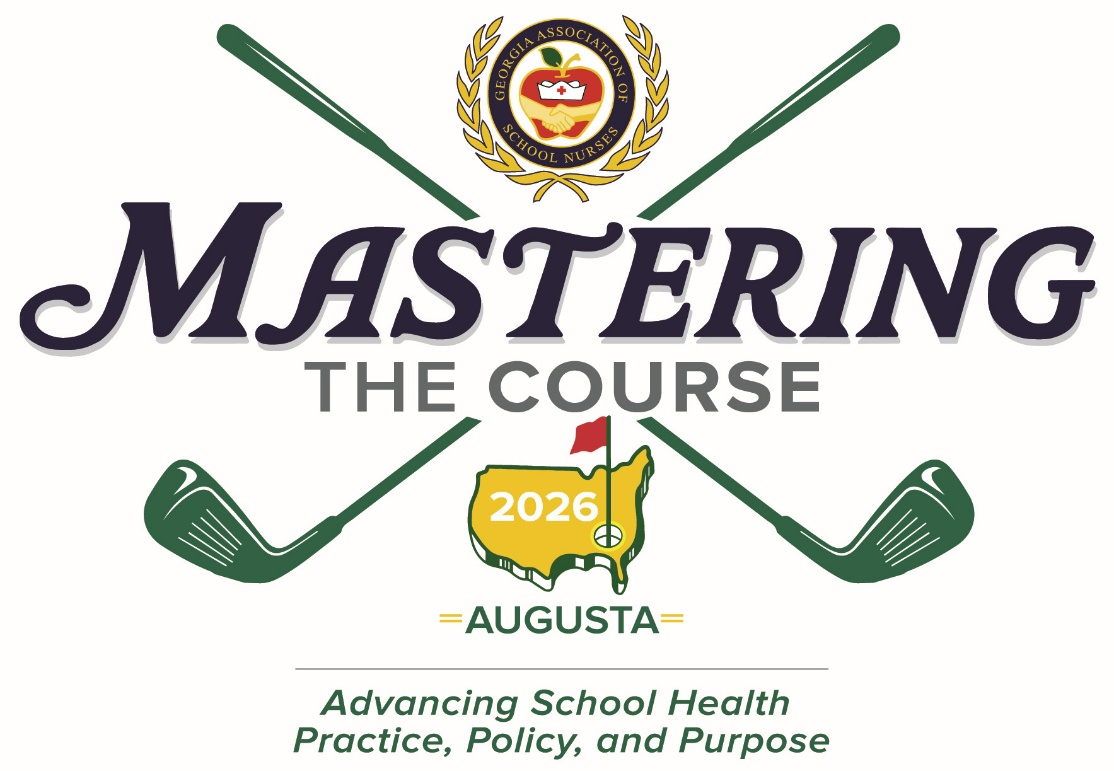 GEORGIA ASSOCIATION OF
SCHOOL NURSES
MASTERING
THE COURSE
2026
AUGUSTA
Advancing School Health
Practice, Policy, and Purpose